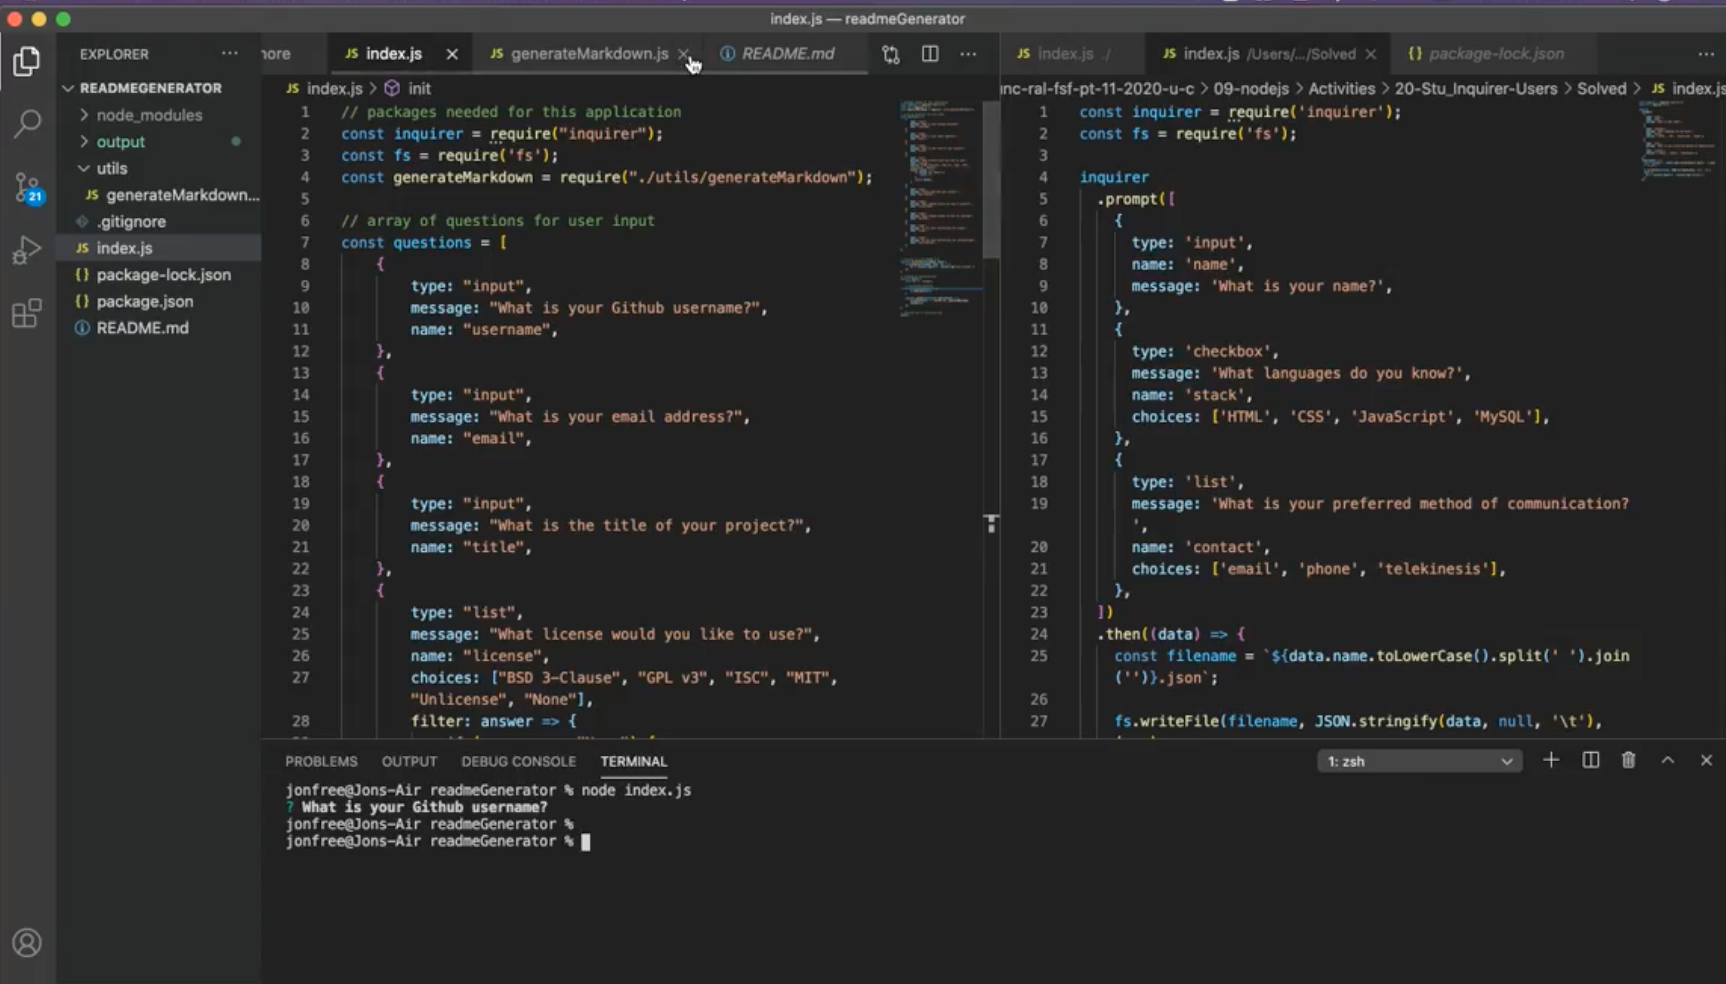 index.js — readmeGenerator
EXPLORER
READMEGENERATOR
node_modules
output
utils
JS generateMarkdown...
.gitignore
JS index.js
{} package-lock.json
{} package.json
README.md
21
JS index.js
JS generateMarkdown.js
README.md
JS index.js > init
1 // packages needed for this application
2 const inquirer = require("inquirer");
3 const fs = require('fs');
4 const generateMarkdown = require("./utils/generateMarkdown");
5
6 // array of questions for user input
7 const questions = [
8 {
9 type: "input",
10 message: "What is your Github username?",
11 name: "username",
12 },
13 {
14 type: "input",
15 message: "What is your email address?",
16 name: "email",
17 },
18 {
19 type: "input",
20 message: "What is the title of your project?",
21 name: "title",
22 },
23 {
24 type: "list",
25 message: "What license would you like to use?",
26 name: "license",
27 choices: ["BSD 3-Clause", "GPL v3", "ISC", "MIT",
"Unlicense", "None"],
28 filter: answer => {
JS index.js ./
JS index.js /Users/.../Solved
{} package-lock.json
nc-ral-fsf-pt-11-2020-u-c > 09-nodejs > Activities > 20-Stu_Inquirer-Users > Solved > JS index.js
1 const inquirer = require('inquirer');
2 const fs = require('fs');
3
4 inquirer
5 .prompt([
6 {
7 type: 'input',
8 name: 'name',
9 message: 'What is your name?',
10 },
11 {
12 type: 'checkbox',
13 message: 'What languages do you know?',
14 name: 'stack',
15 choices: ['HTML', 'CSS', 'JavaScript', 'MySQL'],
16 },
17 {
18 type: 'list',
19 message: 'What is your preferred method of communication?
',
20 name: 'contact',
21 choices: ['email', 'phone', 'telekinesis'],
22 },
23 ])
24 .then((data) => {
25 const filename = `${data.name.toLowerCase().split(' ').join
('')}.json`;
26
27 fs.writeFile(filename, JSON.stringify(data, null, '\t'),
PROBLEMS OUTPUT DEBUG CONSOLE TERMINAL
1: zsh
jonfree@Jons-Air readmeGenerator % node index.js
? What is your Github username?
jonfree@Jons-Air readmeGenerator %
jonfree@Jons-Air readmeGenerator %